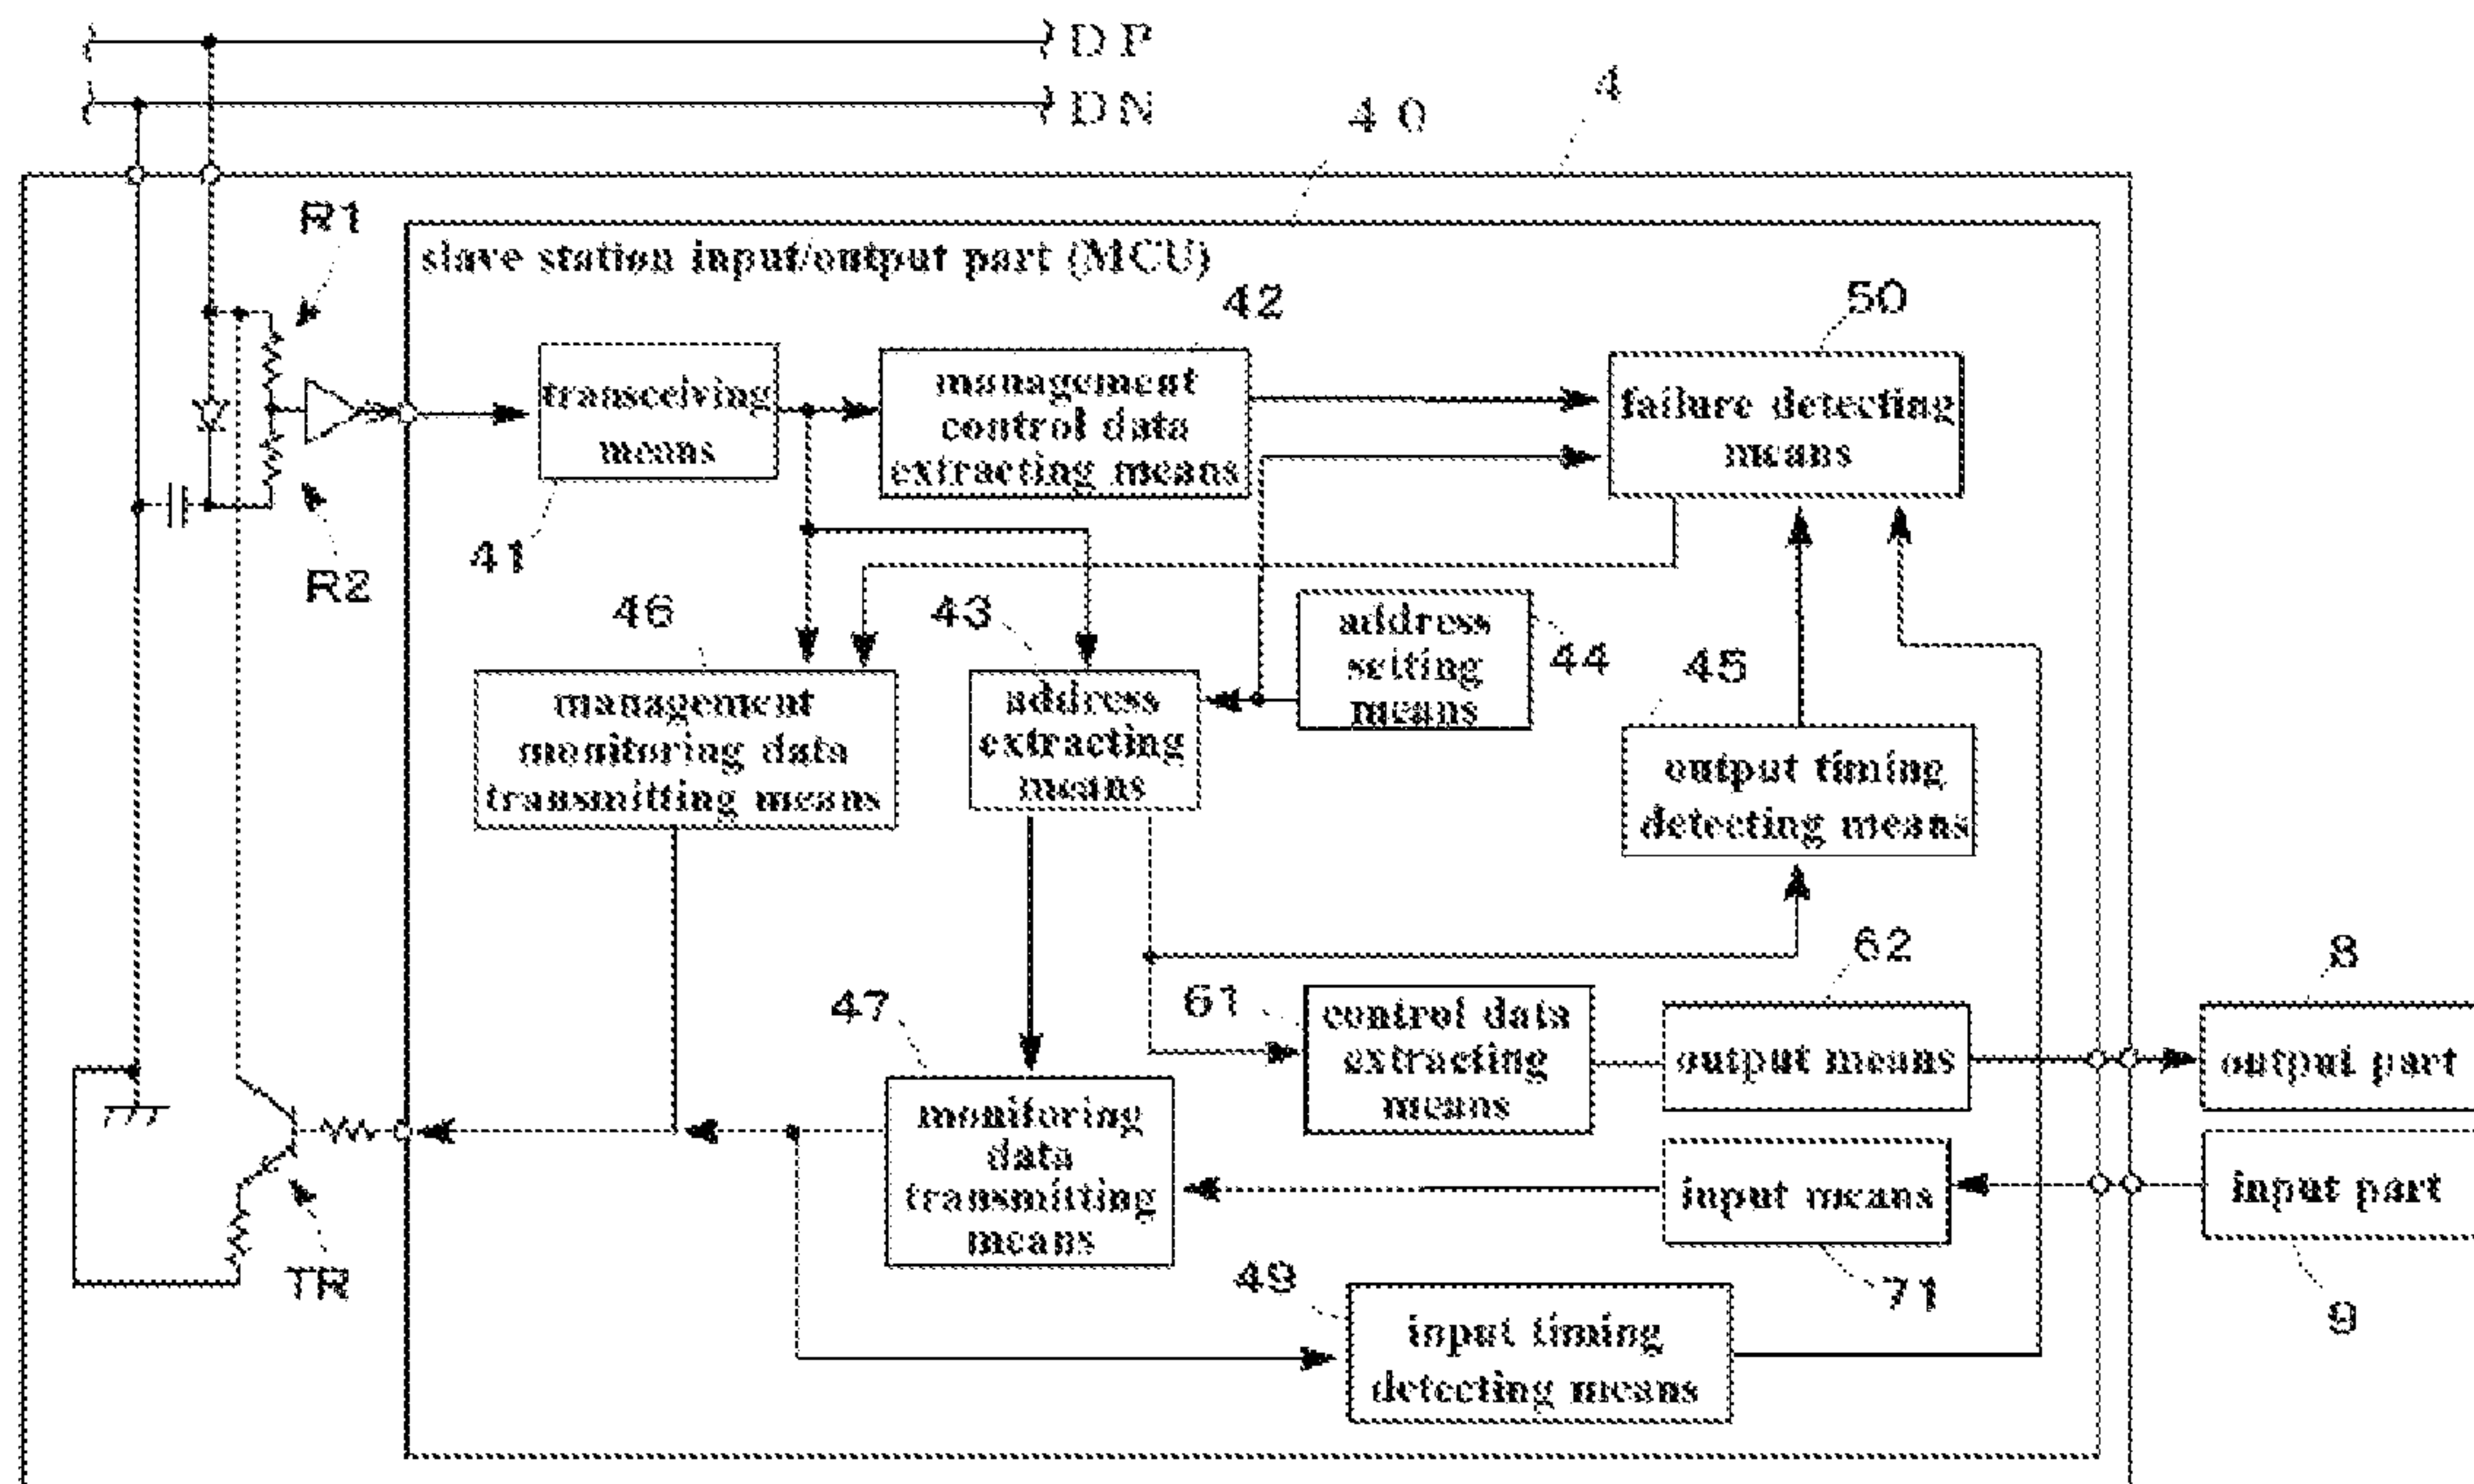 DP
DN
4
40
R1
slave station input/output part (MCU)
42
50
transceiving
means
management
control data
extracting means
failure detecting
means
41
R2
46
43
address
setting
means
44
45
management
monitoring data
transmitting means
address
extracting
means
output timing
detecting means
62
8
47
61
control data
extracting
means
output means
output part
monitoring
data
transmitting
means
input means
input part
TR
49
71
9
input timing
detecting means